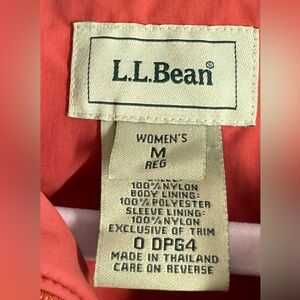 L.L.Bean®
WOMEN'S
M
REG
100% NYLON
BODY LINING:
100% POLYESTER
SLEEVE LINING:
100% NYLON
EXCLUSIVE OF TRIM
0 DPG4
MADE IN THAILAND
CARE ON REVERSE